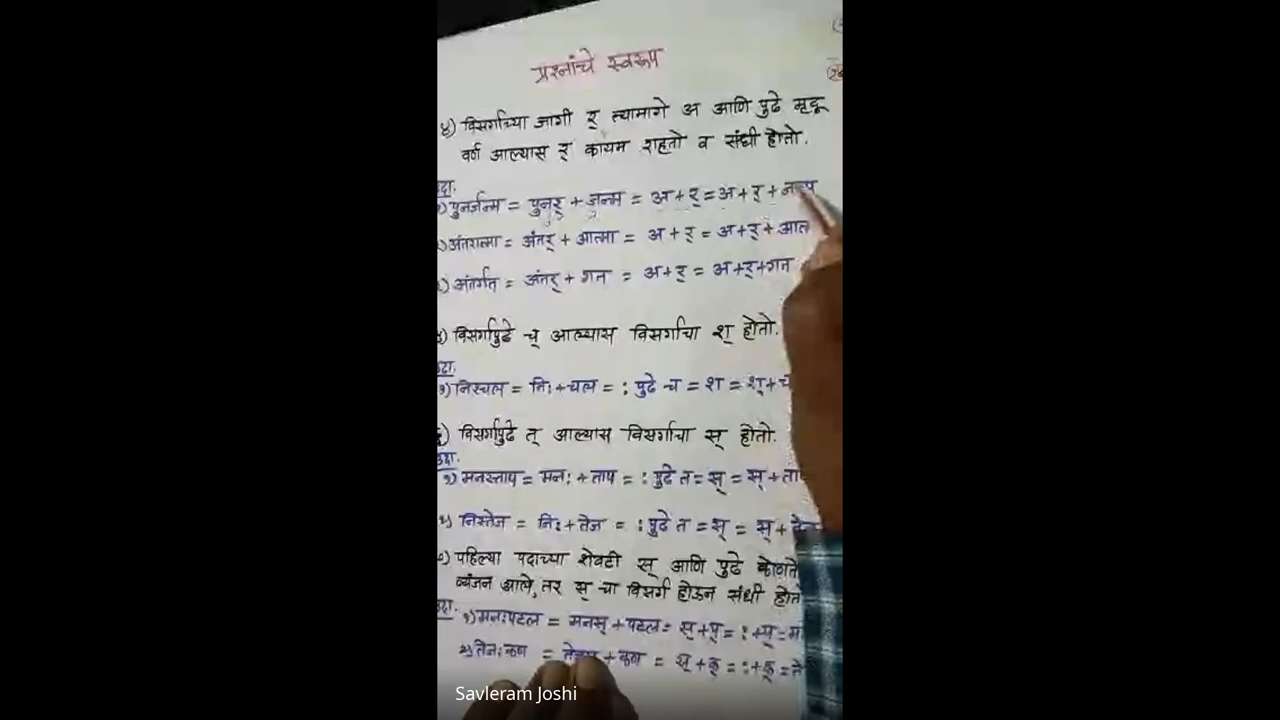 प्रश्नांचे स्वरूप
४) विसर्गाच्या जागी र् त्यामागे अ आणि पुढे मृदू
वर्ण आल्यास र् कायम राहतो व संधी होतो.
उदा.
१) पुनर्जन्म = पुनर् + जन्म = अ + र् = अ + र् +
२) अंतरात्मा = अंतर् + आत्मा = अ + र् = अ + र् + आत
३) अंतर्गत = अंतर् + गत = अ + र् = अ + र् + गत
५) विसर्गापुढे च् आल्यास विसर्गाचा श् होतो.
उदा.
१) निश्चल = नि: + चल = : पुढे च = श = श् + च
६) विसर्गापुढे त् आल्यास विसर्गाचा स् होतो.
उदा.
१) मनस्ताप = मन: + ताप = : पुढे त = स् = स् + ता
२) निस्तेज = नि: + तेज = : पुढे त = स् = स् + तेज
७) पहिल्या पदाच्या शेवटी स् आणि पुढे कोणते
व्यंजन आले, तर स् चा विसर्ग होऊन संधी होत
उदा. १) मन:पटल = मनस् + पटल = स् + प् = : + प् = म
२) तेज:कण = तेजस् + कण = स् + क् = : + क् = ते
Savleram Joshi